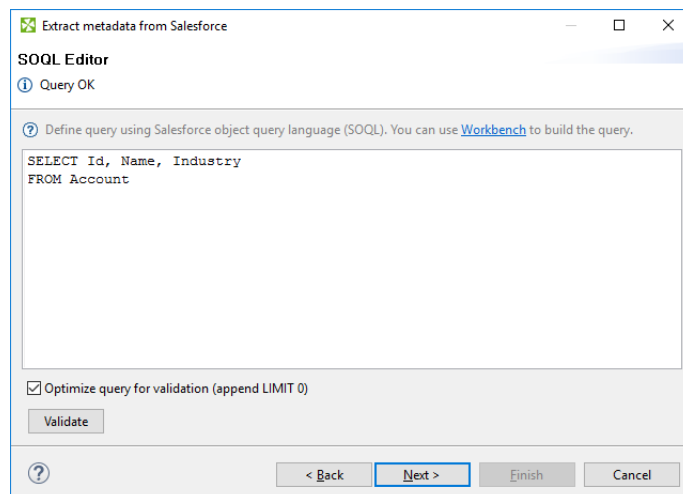 Extract metadata from Salesforce
SOQL Editor
Query OK
Define query using Salesforce object query language (SOQL). You can use Workbench to build the query.
SELECT Id, Name, Industry
FROM Account
Optimize query for validation (append LIMIT 0)
Validate
< Back Next > Finish Cancel